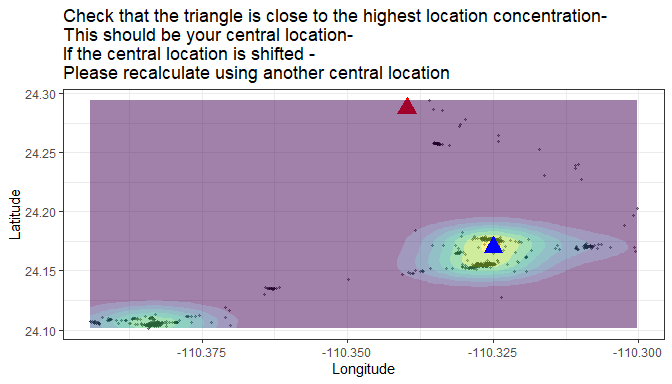 Check that the triangle is close to the highest location concentration-
This should be your central location-
If the central location is shifted -
Please recalculate using another central location
24.30
24.25
24.20
24.15
24.10
Latitude
-110.375
-110.350
-110.325
-110.300
Longitude